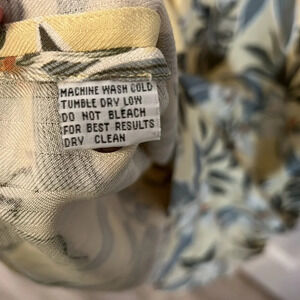 MACHINE WASH COLD
TUMBLE DRY LOW
DO NOT BLEACH
FOR BEST RESULTS
DRY CLEAN